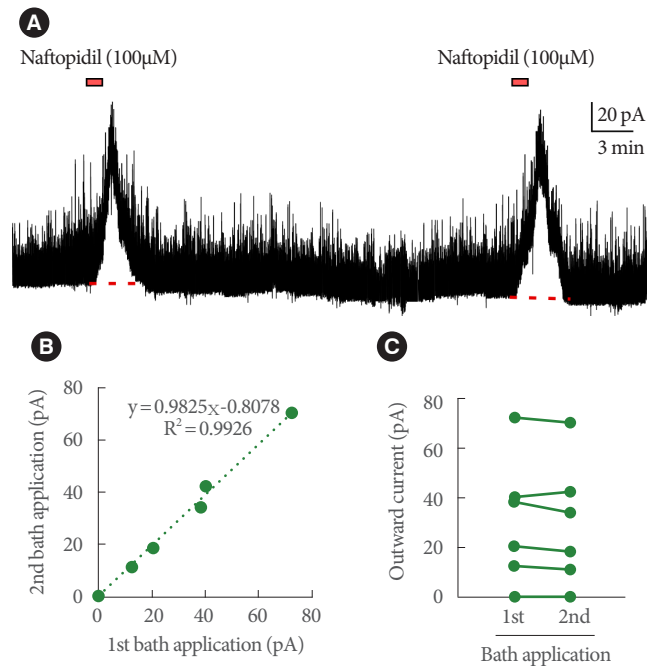 A
Naftopidil (100μM)
Naftopidil (100μM)
20 pA
3 min
B
80
60
40
20
0
0
20
40
60
80
y=0.9825x-0.8078
R²=0.9926
2nd bath application (pA)
1st bath application (pA)
C
80
60
40
20
0
Outward current (pA)
1st
2nd
Bath application